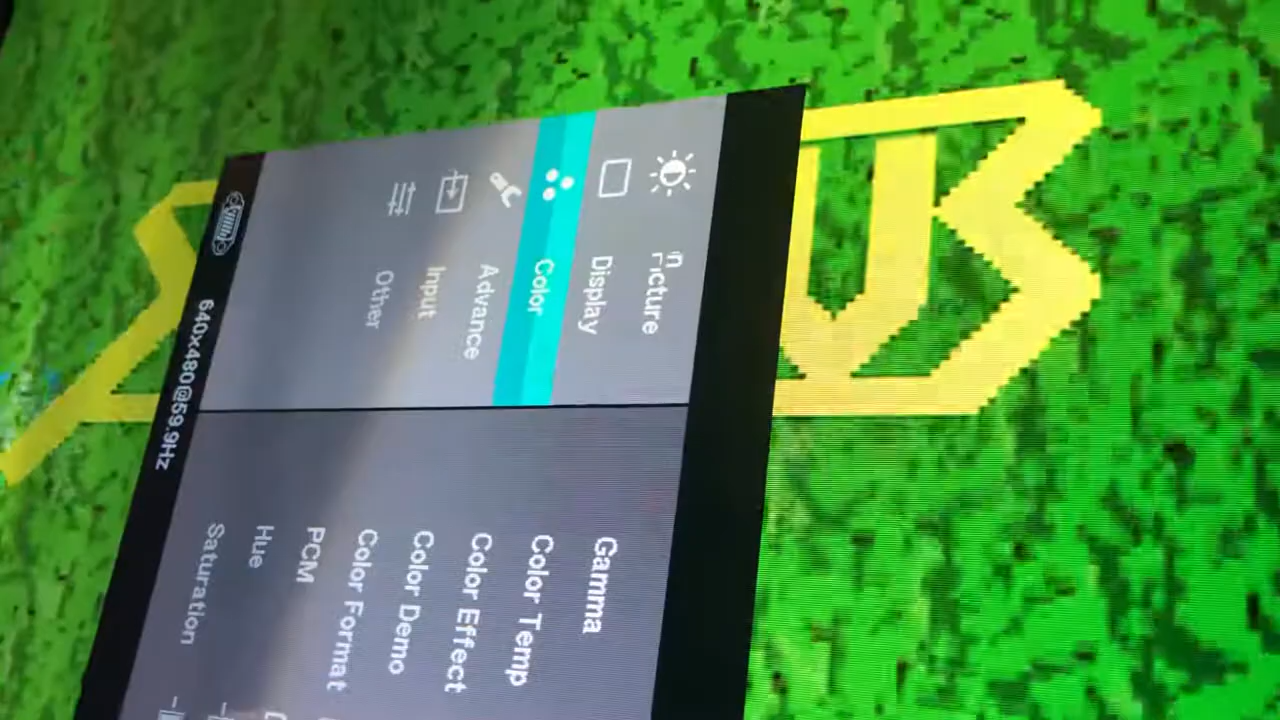 Picture
Display
Color
Advance
Input
Other
Gamma
Color Temp
Color Effect
Color Demo
Color Format
PCM
Hue
Saturation
640x480@59.9Hz